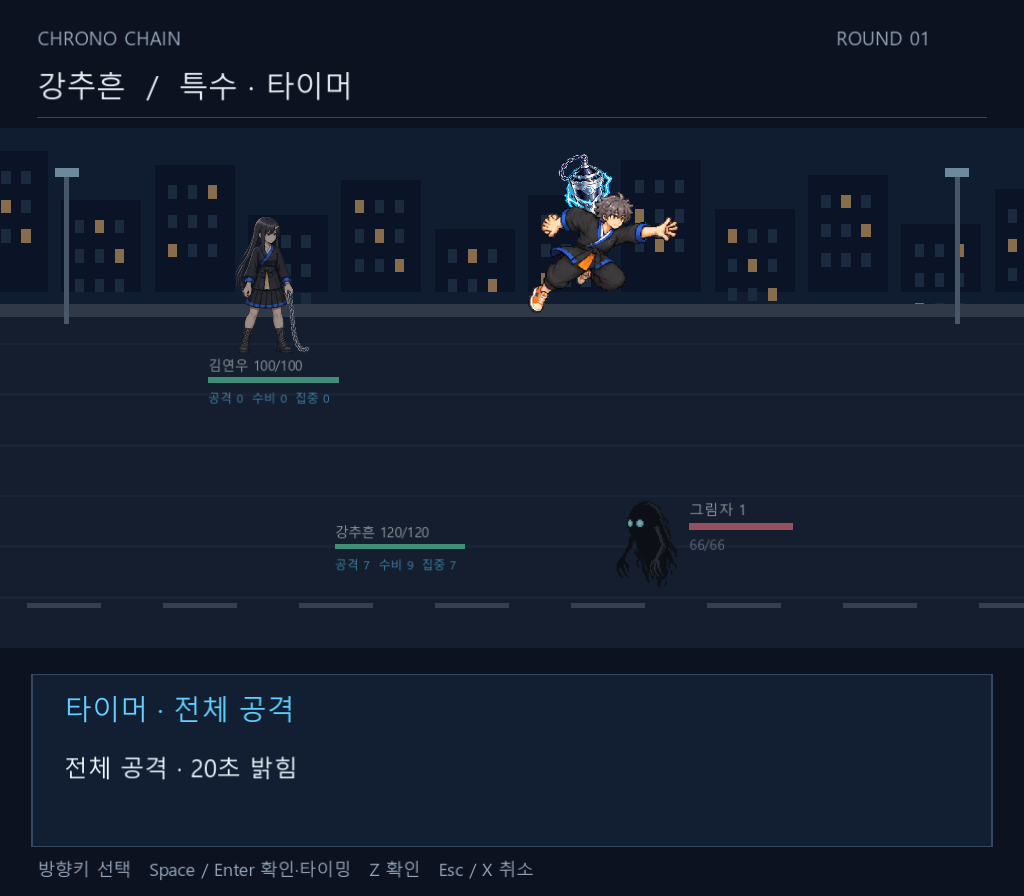 CHRONO CHAIN
ROUND 01
강추흔 / 특수 · 타이머
김연우 100/100
공격 0 수비 0 집중 0
그림자 1
66/66
강추흔 120/120
공격 7 수비 9 집중 7
타이머 · 전체 공격
전체 공격 · 20초 밝힘
방향키 선택 Space / Enter 확인·타이밍 Z 확인 Esc / X 취소